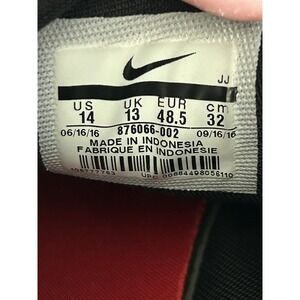 JJ
US UK EUR cm
14 13 48.5 32
06/16/16 876066-002 09/16/16
MADE IN INDONESIA
FABRIQUE EN INDONESIE